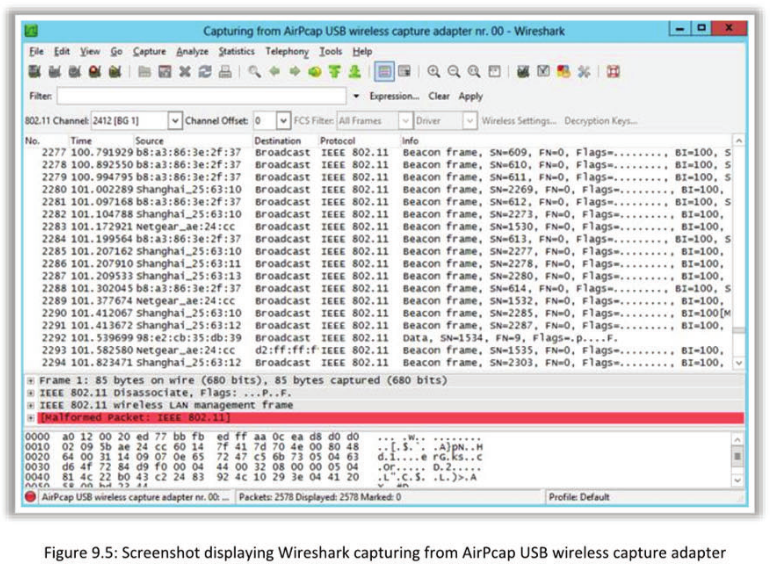 Capturing from AirPcap USB wireless capture adapter nr. 00 - Wireshark
File Edit View Go Capture Analyze Statistics Telephony Tools Help
Filter: Expression... Clear Apply
802.11 Channel: 2412 [BG 1] Channel Offset: 0 FCS Filter: All Frames Driver Wireless Settings... Decryption Keys...
No. Time Source Destination Protocol Info
2277 100.791929 b8:a3:86:3e:2f:37 Broadcast IEEE 802.11 Beacon frame, SN=609, FN=0, Flags=........, BI=100, S
2278 100.892550 b8:a3:86:3e:2f:37 Broadcast IEEE 802.11 Beacon frame, SN=610, FN=0, Flags=........, BI=100, S
2279 100.994795 b8:a3:86:3e:2f:37 Broadcast IEEE 802.11 Beacon frame, SN=611, FN=0, Flags=........, BI=100, S
2280 101.002289 Shanghai_25:63:10 Broadcast IEEE 802.11 Beacon frame, SN=2269, FN=0, Flags=........, BI=100,
2281 101.097168 b8:a3:86:3e:2f:37 Broadcast IEEE 802.11 Beacon frame, SN=612, FN=0, Flags=........, BI=100, S
2282 101.104788 Shanghai_25:63:10 Broadcast IEEE 802.11 Beacon frame, SN=2273, FN=0, Flags=........, BI=100,
2283 101.172921 Netgear_ae:24:cc Broadcast IEEE 802.11 Beacon frame, SN=1530, FN=0, Flags=........, BI=100,
2284 101.199564 b8:a3:86:3e:2f:37 Broadcast IEEE 802.11 Beacon frame, SN=613, FN=0, Flags=........, BI=100, S
2285 101.207162 Shanghai_25:63:10 Broadcast IEEE 802.11 Beacon frame, SN=2277, FN=0, Flags=........, BI=100,
2286 101.207910 Shanghai_25:63:11 Broadcast IEEE 802.11 Beacon frame, SN=2278, FN=0, Flags=........, BI=100,
2287 101.209533 Shanghai_25:63:13 Broadcast IEEE 802.11 Beacon frame, SN=2280, FN=0, Flags=........, BI=100,
2288 101.302045 b8:a3:86:3e:2f:37 Broadcast IEEE 802.11 Beacon frame, SN=614, FN=0, Flags=........, BI=100, S
2289 101.377674 Netgear_ae:24:cc Broadcast IEEE 802.11 Beacon frame, SN=1532, FN=0, Flags=........, BI=100,
2290 101.412067 Shanghai_25:63:10 Broadcast IEEE 802.11 Beacon frame, SN=2285, FN=0, Flags=........, BI=100[M
2291 101.413672 Shanghai_25:63:12 Broadcast IEEE 802.11 Beacon frame, SN=2287, FN=0, Flags=........, BI=100,
2292 101.539699 98:e2:cb:35:db:39 Broadcast IEEE 802.11 Data, SN=1534, FN=9, Flags=.p....F.
2293 101.582580 Netgear_ae:24:cc d2:ff:ff:f IEEE 802.11 Beacon frame, SN=1535, FN=0, Flags=........, BI=100,
2294 101.823471 Shanghai_25:63:12 Broadcast IEEE 802.11 Beacon frame, SN=2303, FN=0, Flags=........, BI=100,
Frame 1: 85 bytes on wire (680 bits), 85 bytes captured (680 bits)
IEEE 802.11 Disassociate, Flags: ...P..F.
IEEE 802.11 wireless LAN management frame
[Malformed Packet: IEEE 802.11]
0000 a0 12 00 20 ed 77 bb fb ed ff aa 0c ea d8 d0 d0 ... .w.. ........
0010 02 09 5b ae 24 cc 60 14 7f 41 7d 70 4e 00 80 48 ..[.$.`. .A}pN..H
0020 64 00 31 14 09 07 0e 65 72 47 c5 6b 73 05 04 63 d.1....e rG.ks..c
0030 d6 4f 72 84 d9 f0 00 04 44 00 32 08 00 00 05 04 .Or..... D.2.....
0040 81 4c 22 b0 43 c2 24 83 92 4c 10 29 3e 04 41 20 .L".C.$. .L.)>.A
AirPcap USB wireless capture adapter nr. 00: ... Packets: 2578 Displayed: 2578 Marked: 0 Profile: Default
Figure 9.5: Screenshot displaying Wireshark capturing from AirPcap USB wireless capture adapter